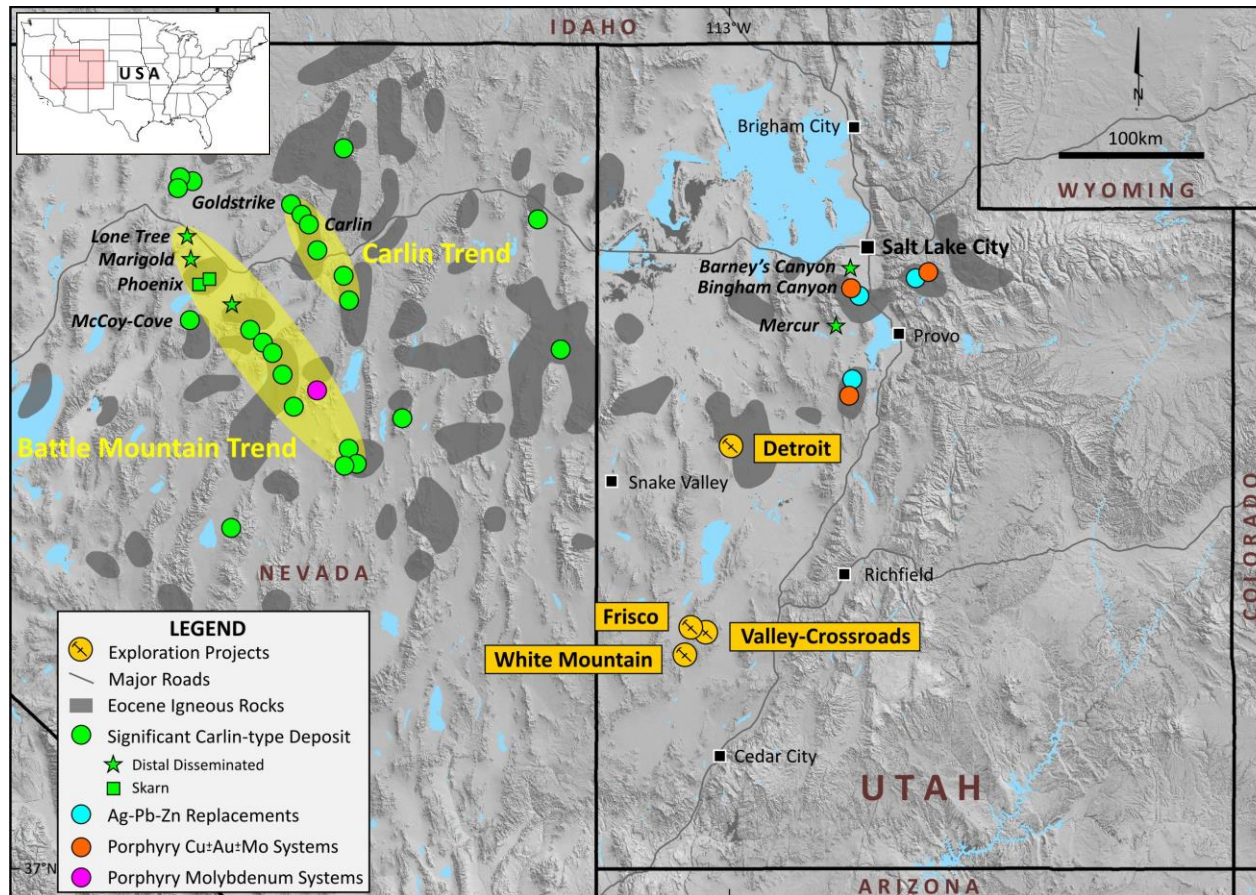 IDAHO
113°W
USA
N
100km
WYOMING
Brigham City
Goldstrike
Carlin
Carlin Trend
Lone Tree
Marigold
Phoenix
McCoy-Cove
Salt Lake City
Barney's Canyon
Bingham Canyon
Mercur
Provo
Battle Mountain Trend
Detroit
Snake Valley
COLORADO
NEVADA
Richfield
Frisco
Valley-Crossroads
White Mountain
Cedar City
UTAH
37°N
ARIZONA
LEGEND
Exploration Projects
Major Roads
Eocene Igneous Rocks
Significant Carlin-type Deposit
Distal Disseminated
Skarn
Ag-Pb-Zn Replacements
Porphyry Cu±Au±Mo Systems
Porphyry Molybdenum Systems